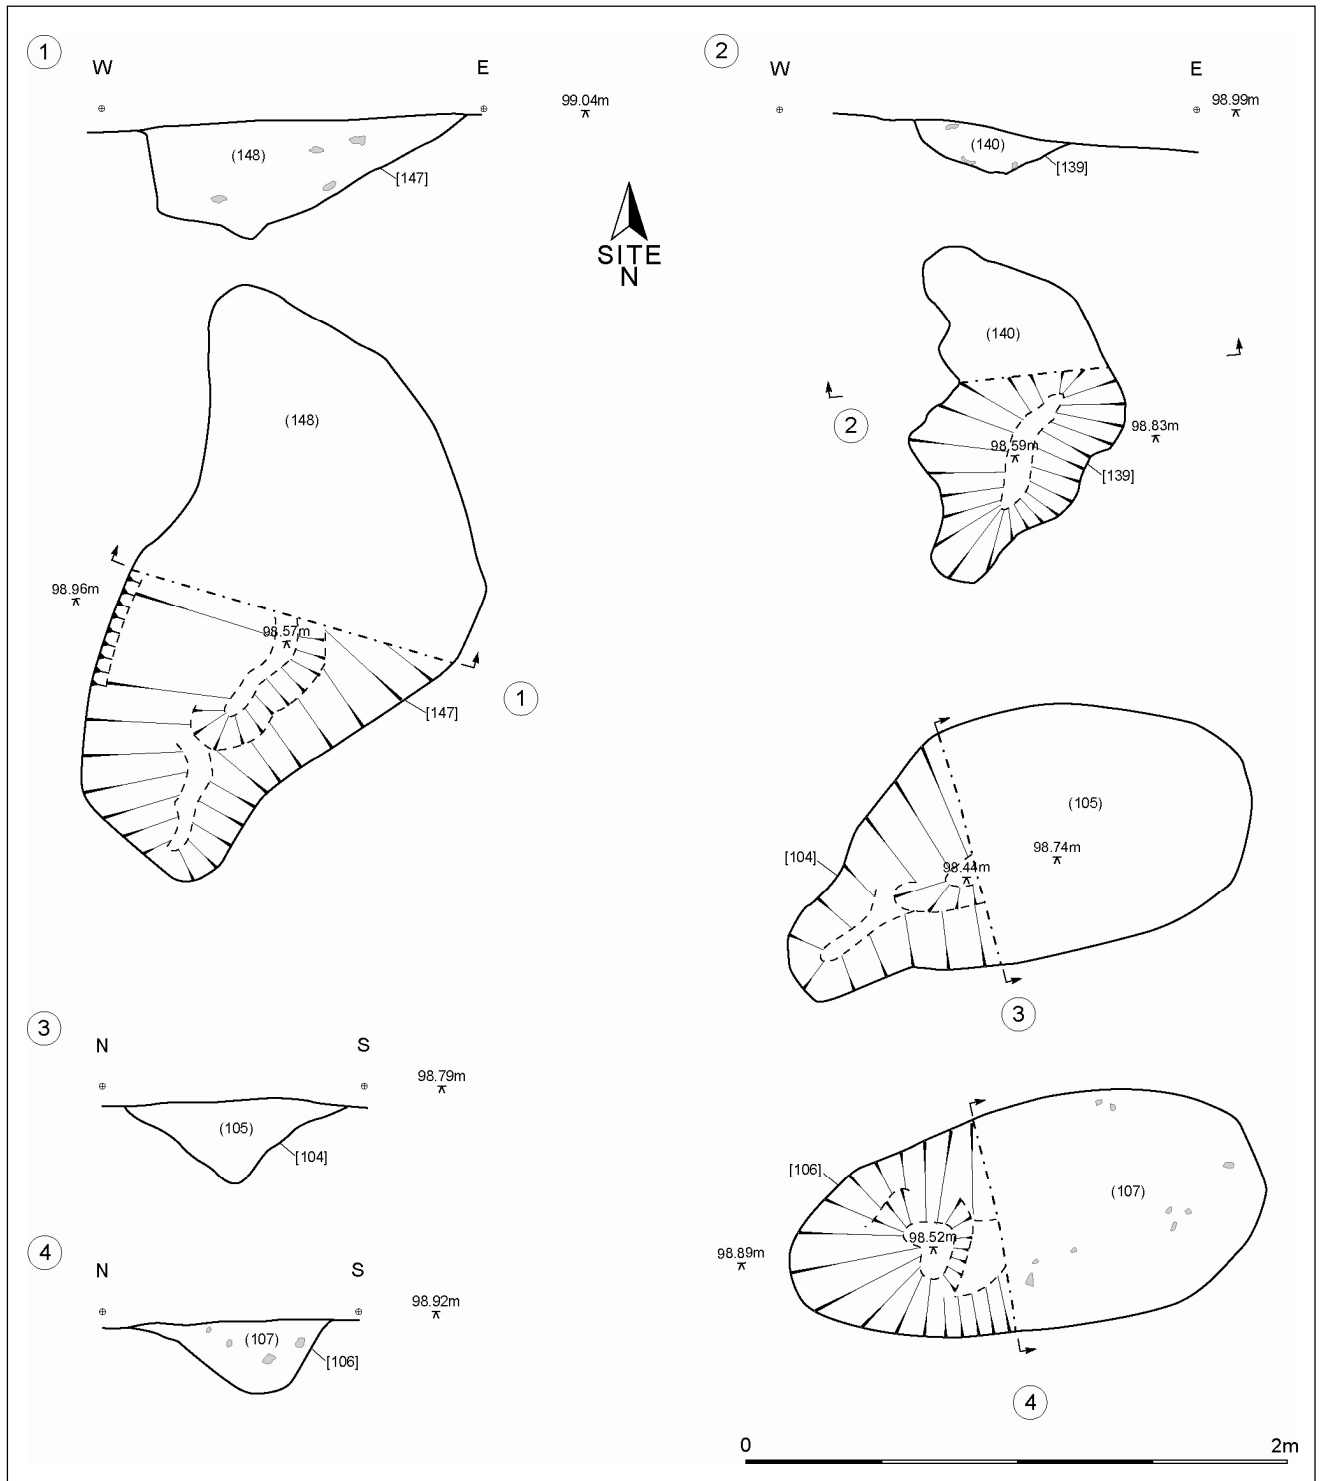 1
W
E
99.04m
(148)
[147]
SITE
N
(148)
98.96m
98.57m
[147]
1
2
W
E
98.99m
(140)
[139]
(140)
2
98.83m
98.59m
[139]
(105)
[104]
98.74m
98.44m
3
3
N
S
98.79m
(105)
[104]
4
N
S
98.92m
(107)
[106]
[106]
(107)
98.52m
98.89m
4
0
2m